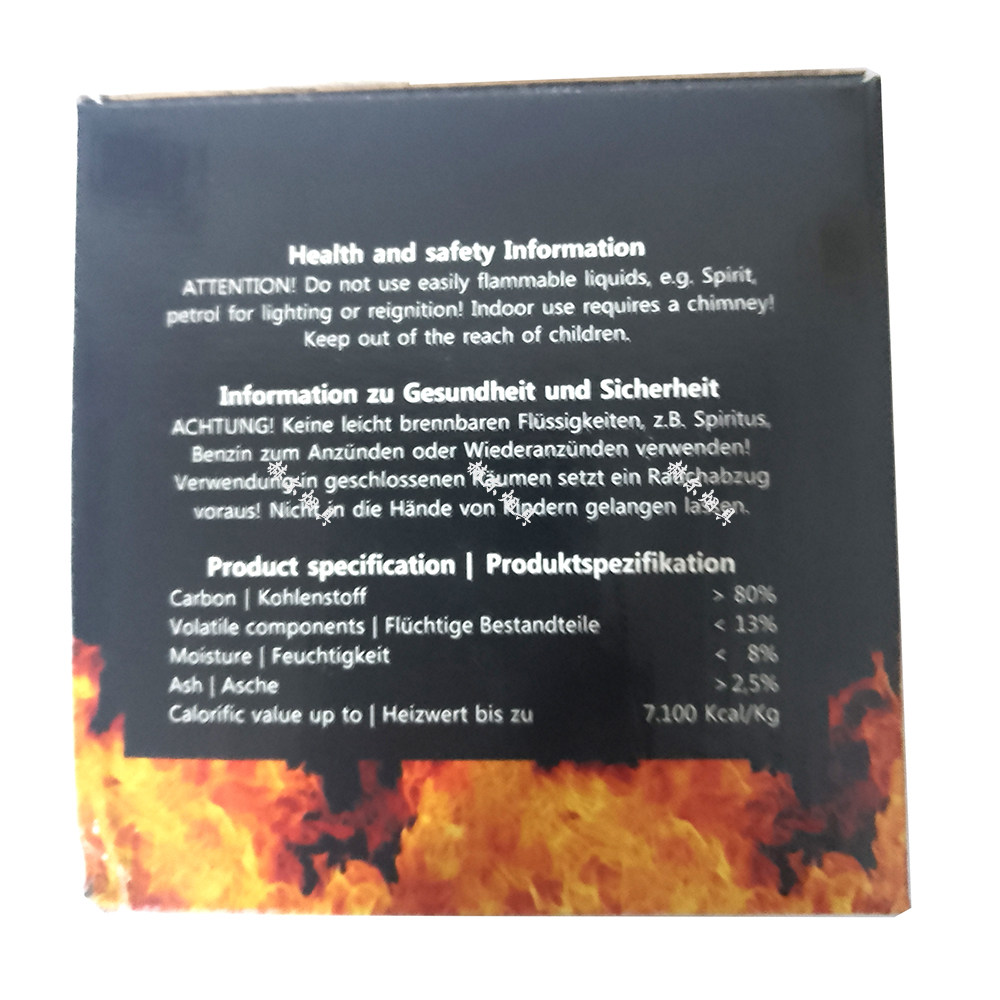 Health and safety Information
ATTENTION! Do not use easily flammable liquids, e.g. Spirit,
petrol for lighting or reignition! Indoor use requires a chimney!
Keep out of the reach of children.
Information zu Gesundheit und Sicherheit
ACHTUNG! Keine leicht brennbaren Flüssigkeiten, z.B. Spiritus,
Benzin zum Anzünden oder Wiederanzünden verwenden!
Verwendung in geschlossenen Räumen setzt ein Rauchabzug
voraus! Nicht in die Hände von Kindern gelangen lassen.
Product specification | Produktspezifikation
Carbon | Kohlenstoff > 80%
Volatile components | Flüchtige Bestandteile < 13%
Moisture | Feuchtigkeit < 8%
Ash | Asche > 2,5%
Calorific value up to | Heizwert bis zu 7.100 Kcal/Kg